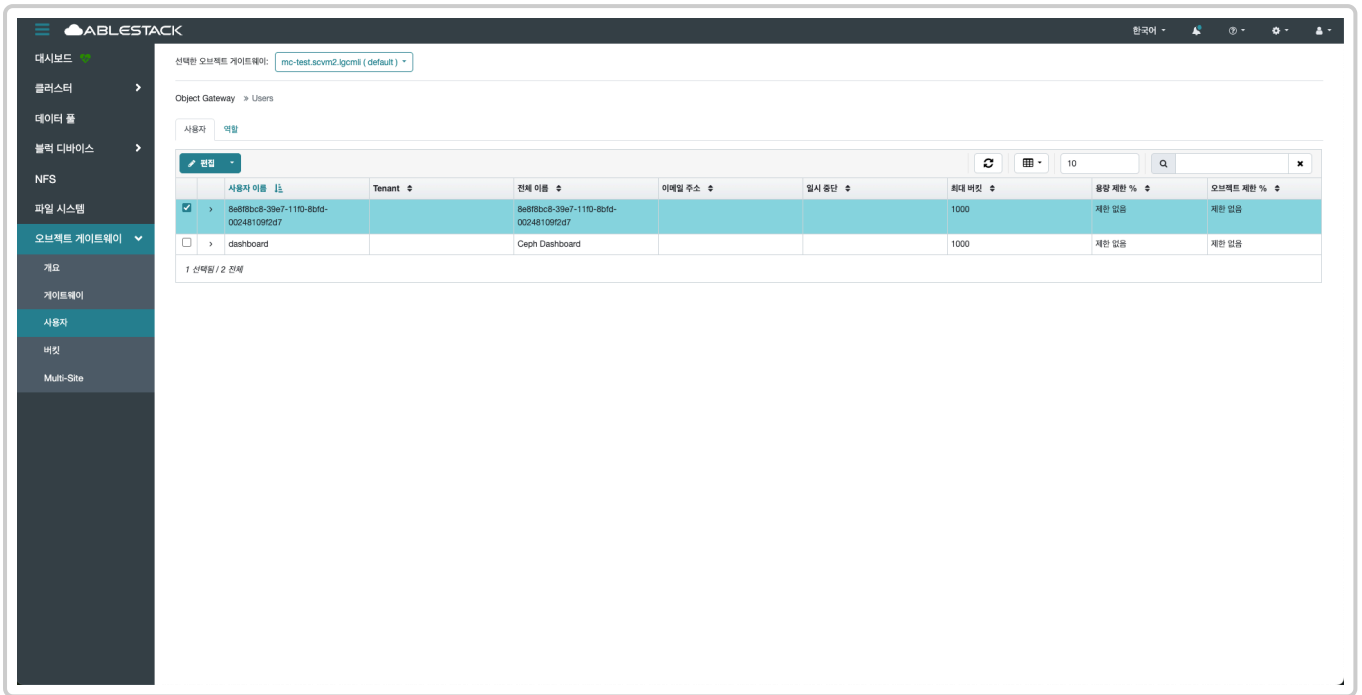 ABLESTACK
한국어
대시보드
클러스터
데이터 풀
블럭 디바이스
NFS
파일 시스템
오브젝트 게이트웨이
개요
게이트웨이
사용자
버킷
Multi-Site
선택한 오브젝트 게이트웨이: mc-test.scvm2.lgcmli ( default )
Object Gateway » Users
사용자 역할
편집 10
사용자 이름 Tenant 전체 이름 이메일 주소 일시 중단 최대 버킷 용량 제한 % 오브젝트 제한 %
8e8f8bc8-39e7-11f0-8bfd-00248109f2d7 8e8f8bc8-39e7-11f0-8bfd-00248109f2d7 1000 제한 없음 제한 없음
dashboard Ceph Dashboard 1000 제한 없음 제한 없음
1 선택됨 / 2 전체